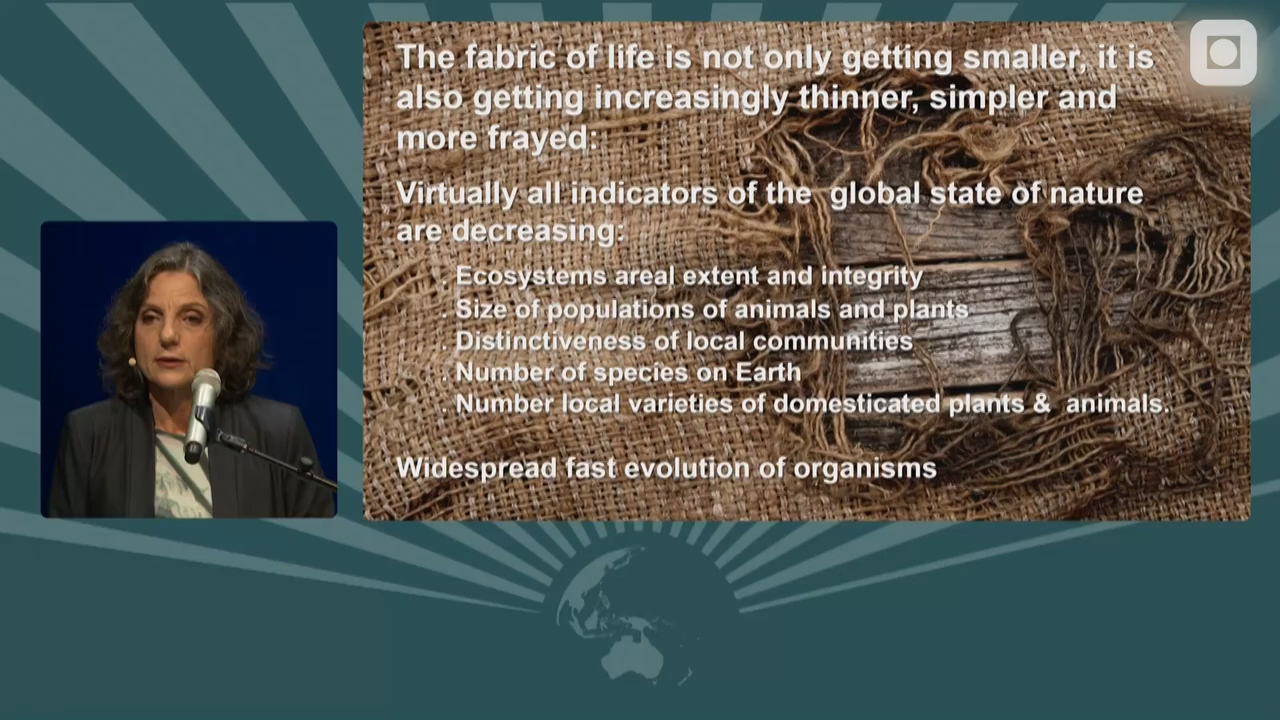 The fabric of life is not only getting smaller, it is
also getting increasingly thinner, simpler and
more frayed:
Virtually all indicators of the  global state of nature
are decreasing:
. Ecosystems areal extent and integrity
. Size of populations of animals and plants
. Distinctiveness of local communities
. Number of species on Earth
. Number local varieties of domesticated plants &  animals.
Widespread fast evolution of organisms